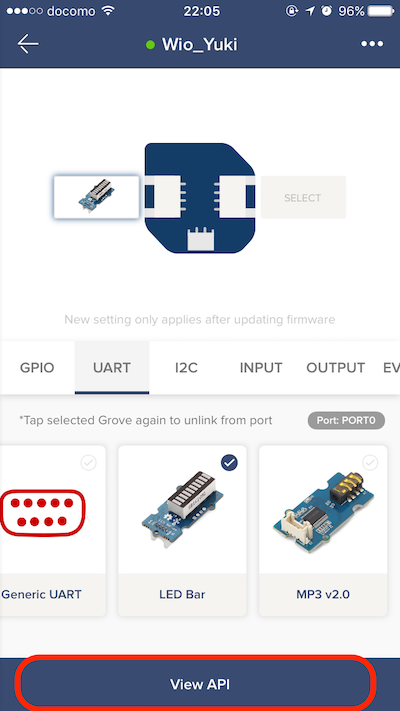 docomo 22:05 96%
Wio_Yuki
SELECT
New setting only applies after updating firmware
GPIO UART I2C INPUT OUTPUT EV
*Tap selected Grove again to unlink from port Port: PORT0
Generic UART LED Bar MP3 v2.0
View API